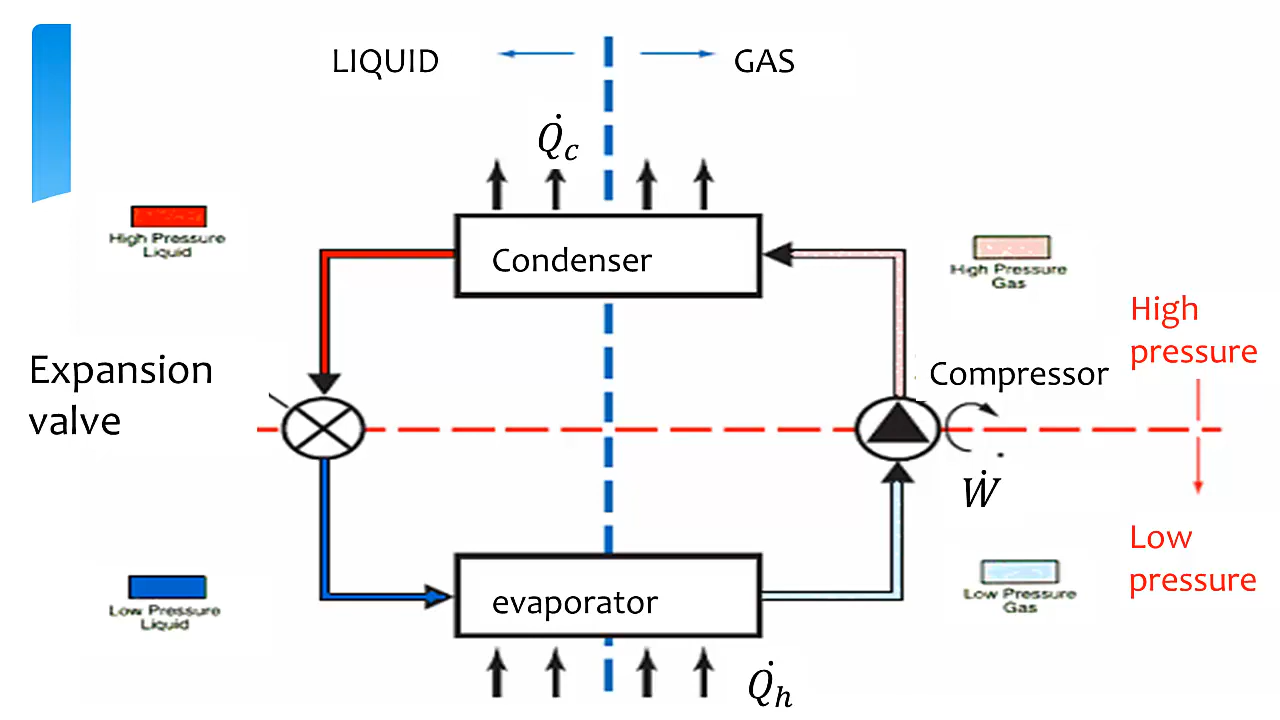 LIQUID
GAS
Q̇c
High Pressure
Liquid
Condenser
High Pressure
Gas
High
pressure
Expansion
valve
Compressor
Ẇ
Low
pressure
Low Pressure
Liquid
evaporator
Low Pressure
Gas
Q̇h